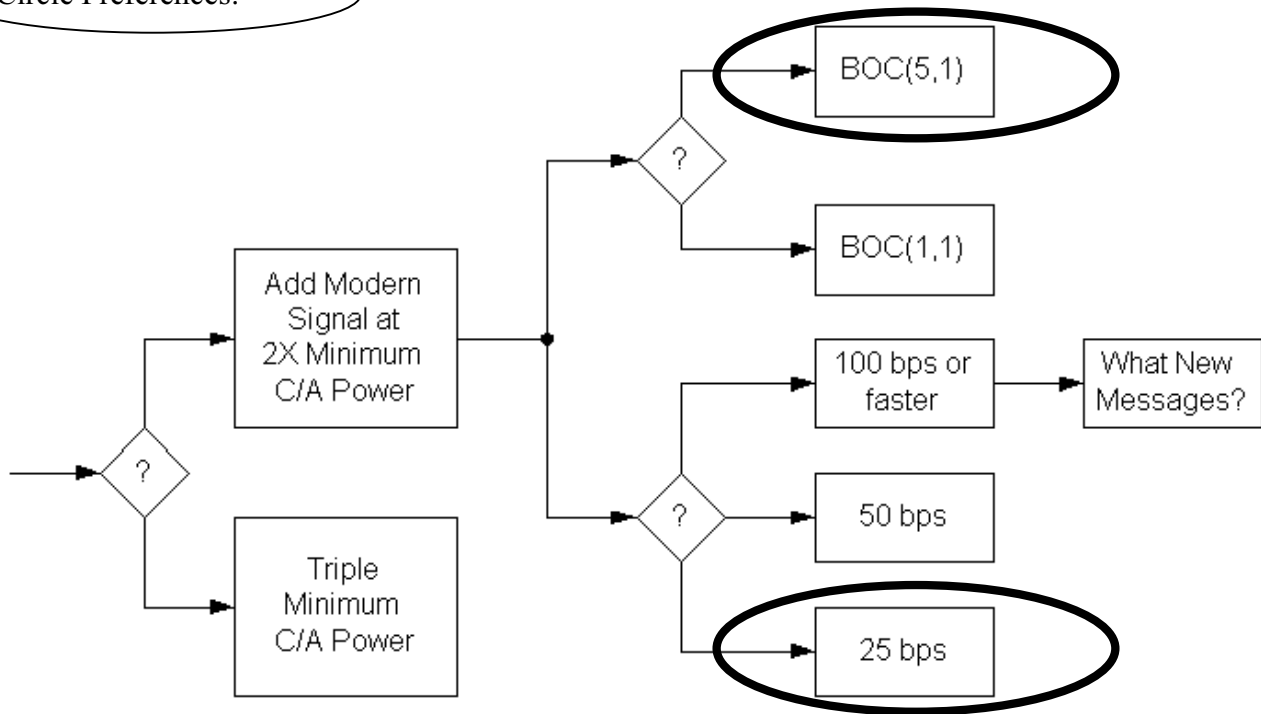 Circle Preferences:
BOC(5,1)
?
BOC(1,1)
Add Modern
Signal at
2X Minimum
C/A Power
100 bps or
faster
What New
Messages?
?
?
50 bps
Triple
Minimum
C/A Power
25 bps